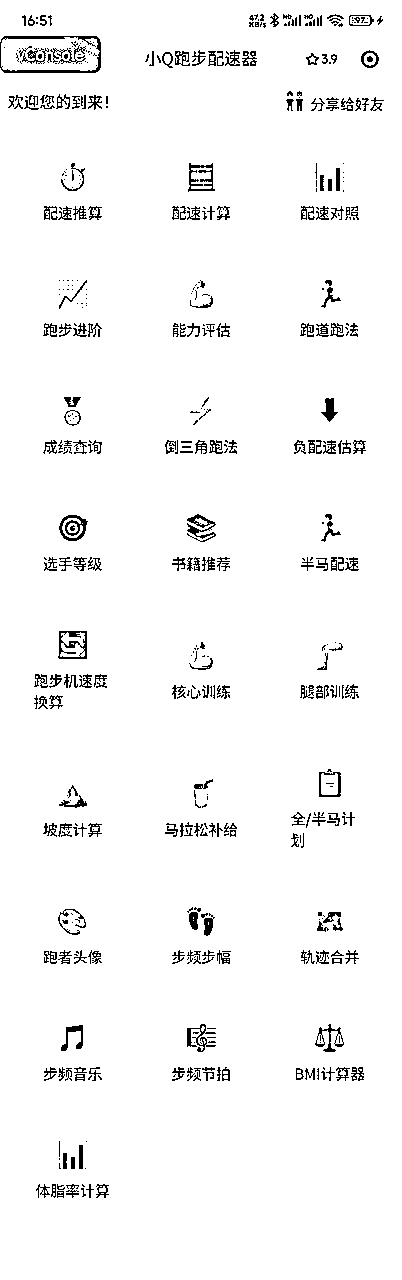 16:51
47.2 KB/S HD HD 97
vConsole
小Q跑步配速器
3.9
欢迎您的到来！
分享给好友
配速推算
配速计算
配速对照
跑步进阶
能力评估
跑道跑法
成绩查询
倒三角跑法
负配速估算
选手等级
书籍推荐
半马配速
跑步机速度
换算
核心训练
腿部训练
坡度计算
马拉松补给
全/半马计
划
跑者头像
步频步幅
轨迹合并
步频音乐
步频节拍
BMI计算器
体脂率计算